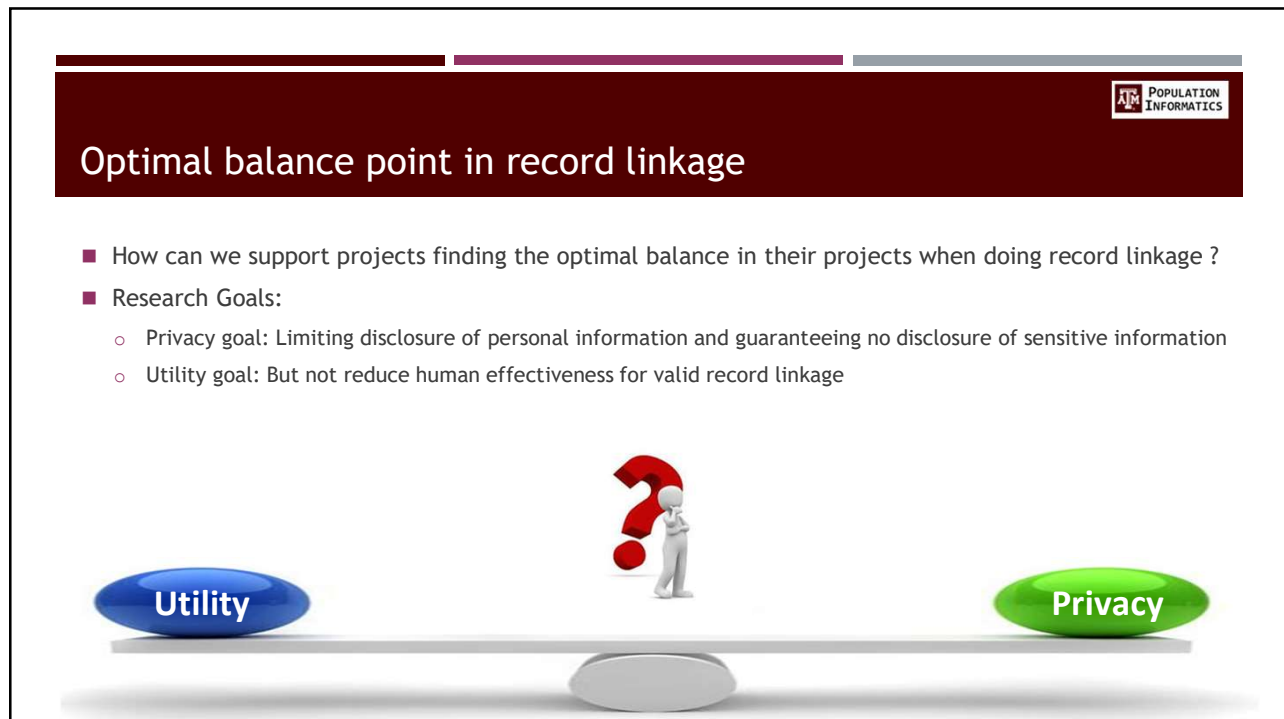 POPULATION
INFORMATICS
Optimal balance point in record linkage
How can we support projects finding the optimal balance in their projects when doing record linkage ?
Research Goals:
Privacy goal: Limiting disclosure of personal information and guaranteeing no disclosure of sensitive information
Utility goal: But not reduce human effectiveness for valid record linkage
?
Utility
Privacy